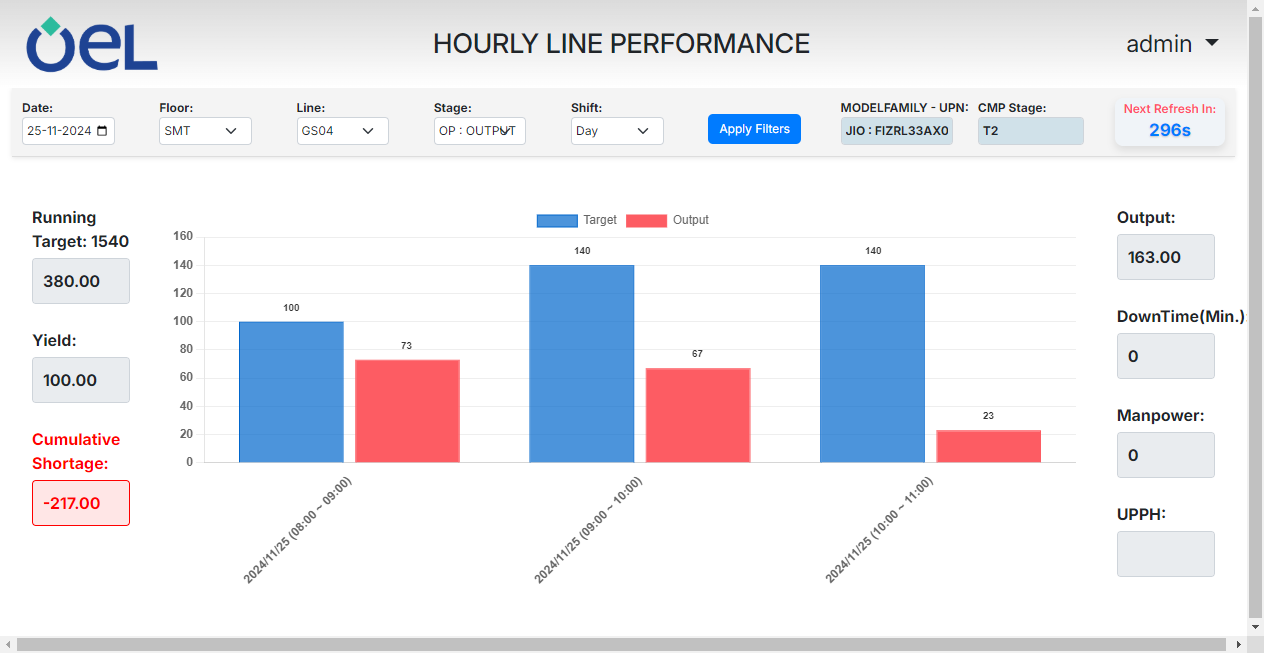 OEL
HOURLY LINE PERFORMANCE
admin
Date:
Floor:
Line:
Stage:
Shift:
MODELFAMILY - UPN:
CMP Stage:
Next Refresh In:
25-11-2024
SMT
GS04
OP : OUTPUT
Day
Apply Filters
JIO : FIZRL33AX0
T2
296s
Running
Target: 1540
380.00
Yield:
100.00
Cumulative
Shortage:
-217.00
Target
Output
160
140
120
100
80
60
40
20
0
100
73
140
67
140
23
2024/11/25 (08:00 ~ 09:00)
2024/11/25 (09:00 ~ 10:00)
2024/11/25 (10:00 ~ 11:00)
Output:
163.00
DownTime(Min.):
0
Manpower:
0
UPPH: